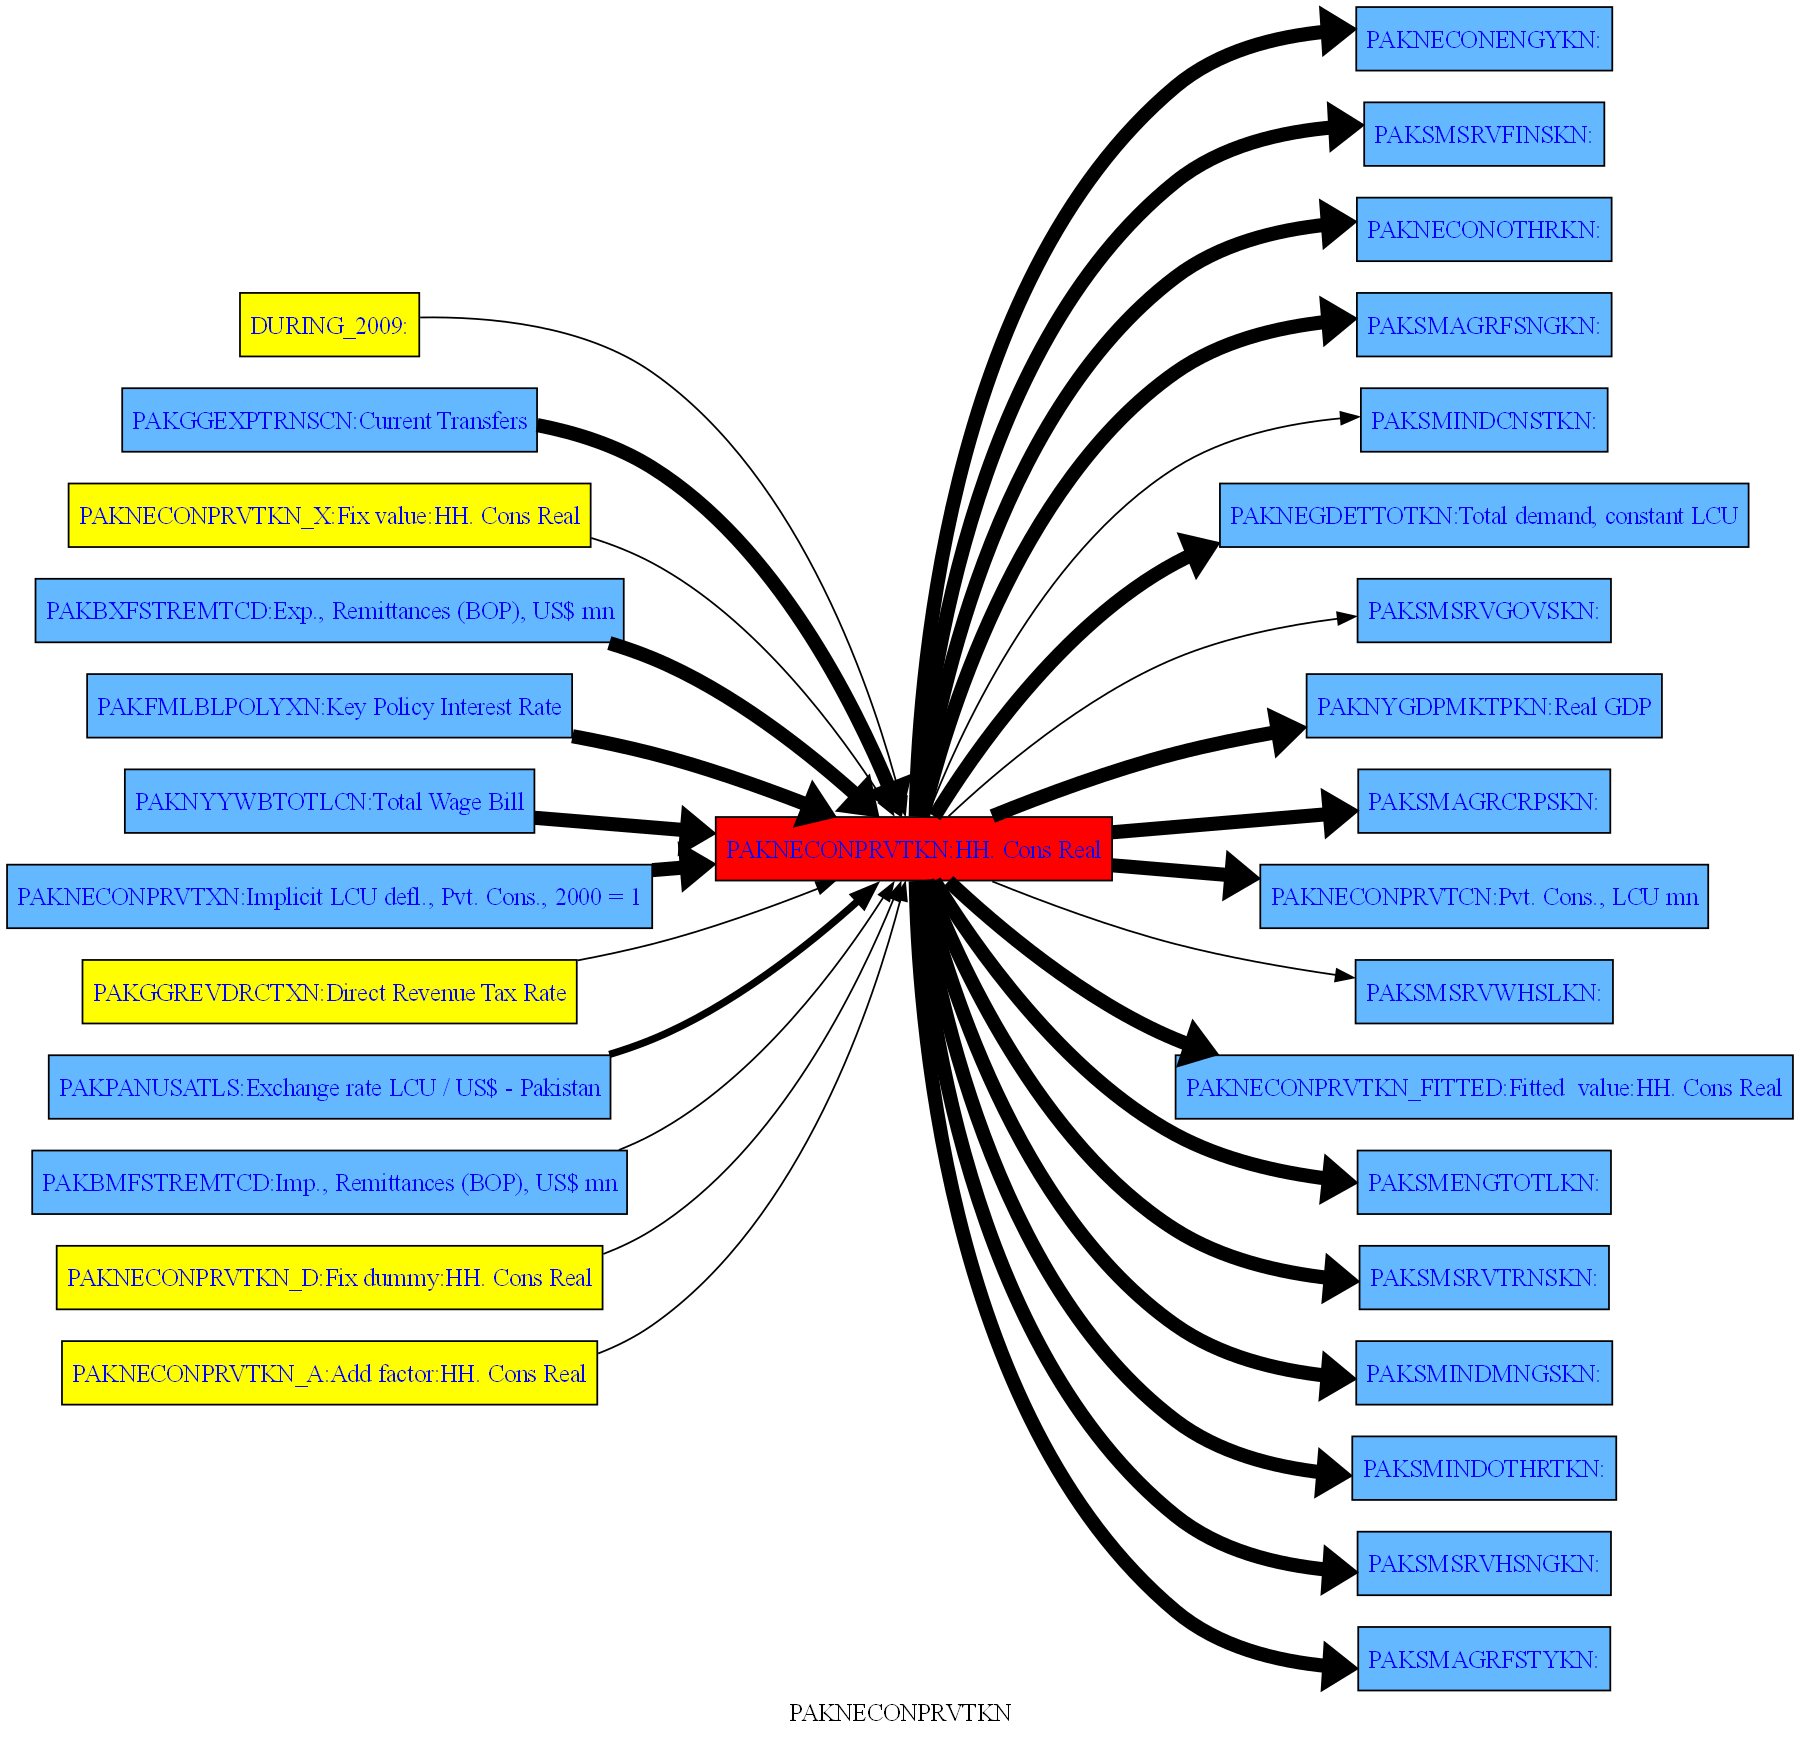 DURING_2009:
PAKGGEXPTRNSCN:Current Transfers
PAKNECONPRVTKN_X:Fix value:HH. Cons Real
PAKBXFSTREMTCD:Exp., Remittances (BOP), US$ mn
PAKFMLBLPOLYXN:Key Policy Interest Rate
PAKNYYWBTOTLCN:Total Wage Bill
PAKNECONPRVTXN:Implicit LCU defl., Pvt. Cons., 2000 = 1
PAKGGREVDRCTXN:Direct Revenue Tax Rate
PAKPANUSATLS:Exchange rate LCU / US$ - Pakistan
PAKBMFSTREMTCD:Imp., Remittances (BOP), US$ mn
PAKNECONPRVTKN_D:Fix dummy:HH. Cons Real
PAKNECONPRVTKN_A:Add factor:HH. Cons Real
PAKNECONPRVTKN:HH. Cons Real
PAKNECONENGYKN:
PAKSMSRVFINSKN:
PAKNECONOTHRKN:
PAKSMAGRFSNGKN:
PAKSMINDCNSTKN:
PAKNEGDETTOTKN:Total demand, constant LCU
PAKSMSRVGOVSKN:
PAKNYGDPMKTPKN:Real GDP
PAKSMAGRCRPSKN:
PAKNECONPRVTCN:Pvt. Cons., LCU mn
PAKSMSRVWHSLKN:
PAKNECONPRVTKN_FITTED:Fitted  value:HH. Cons Real
PAKSMENGTOTLKN:
PAKSMSRVTRNSKN:
PAKSMINDMNGSKN:
PAKSMINDOTHRTKN:
PAKSMSRVHSNGKN:
PAKSMAGRFSTYKN:
PAKNECONPRVTKN